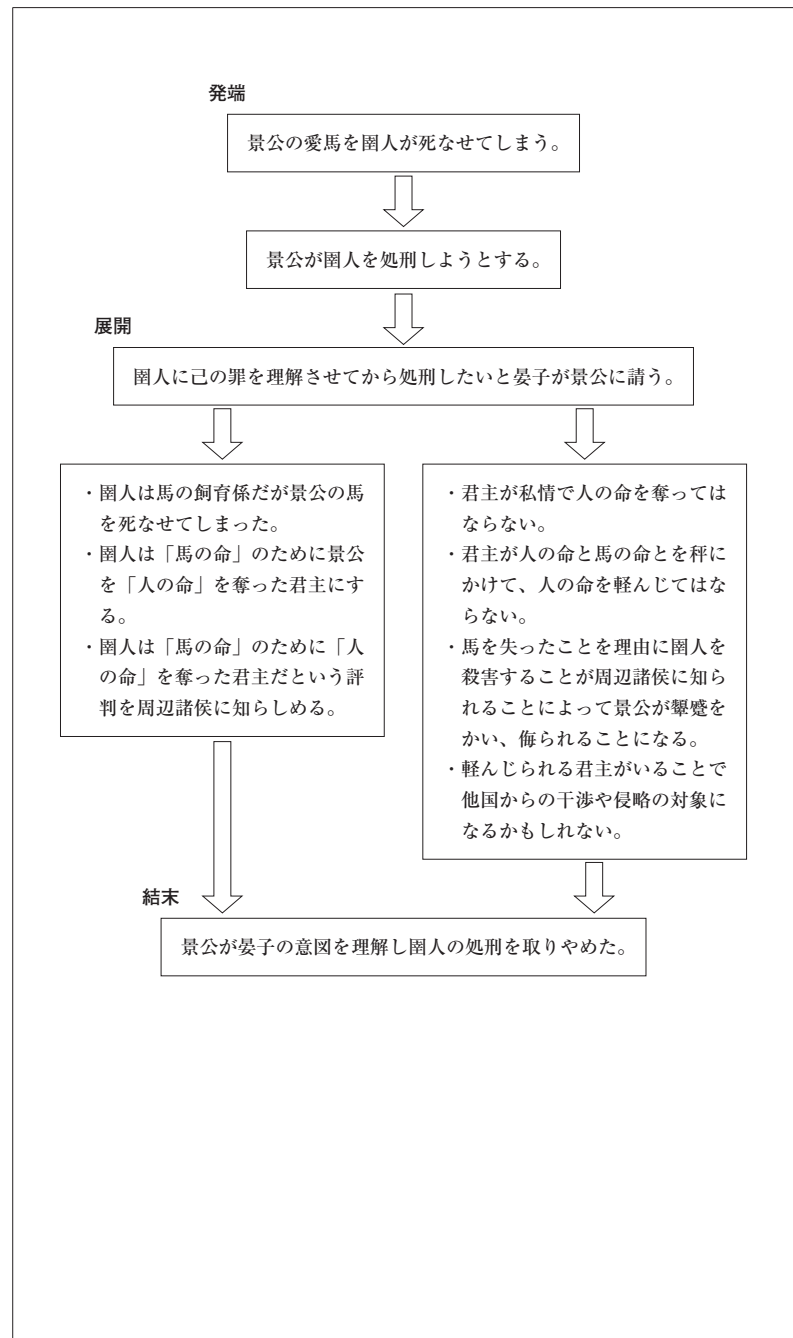 発端
景公の愛馬を圉人が死なせてしまう。
景公が圉人を処刑しようとする。
展開
圉人に己の罪を理解させてから処刑したいと晏子が景公に請う。
・圉人は馬の飼育係だが景公の馬
を死なせてしまった。
・圉人は「馬の命」のために景公
を「人の命」を奪った君主にす
る。
・圉人は「馬の命」のために「人
の命」を奪った君主だという評
判を周辺諸侯に知らしめる。
・君主が私情で人の命を奪っては
ならない。
・君主が人の命と馬の命とを秤に
かけて、人の命を軽んじてはな
らない。
・馬を失ったことを理由に圉人を
殺害することが周辺諸侯に知ら
れることによって景公が顰蹙を
かい、侮られることになる。
・軽んじられる君主がいることで
他国からの干渉や侵略の対象に
なるかもしれない。
結末
景公が晏子の意図を理解し圉人の処刑を取りやめた。